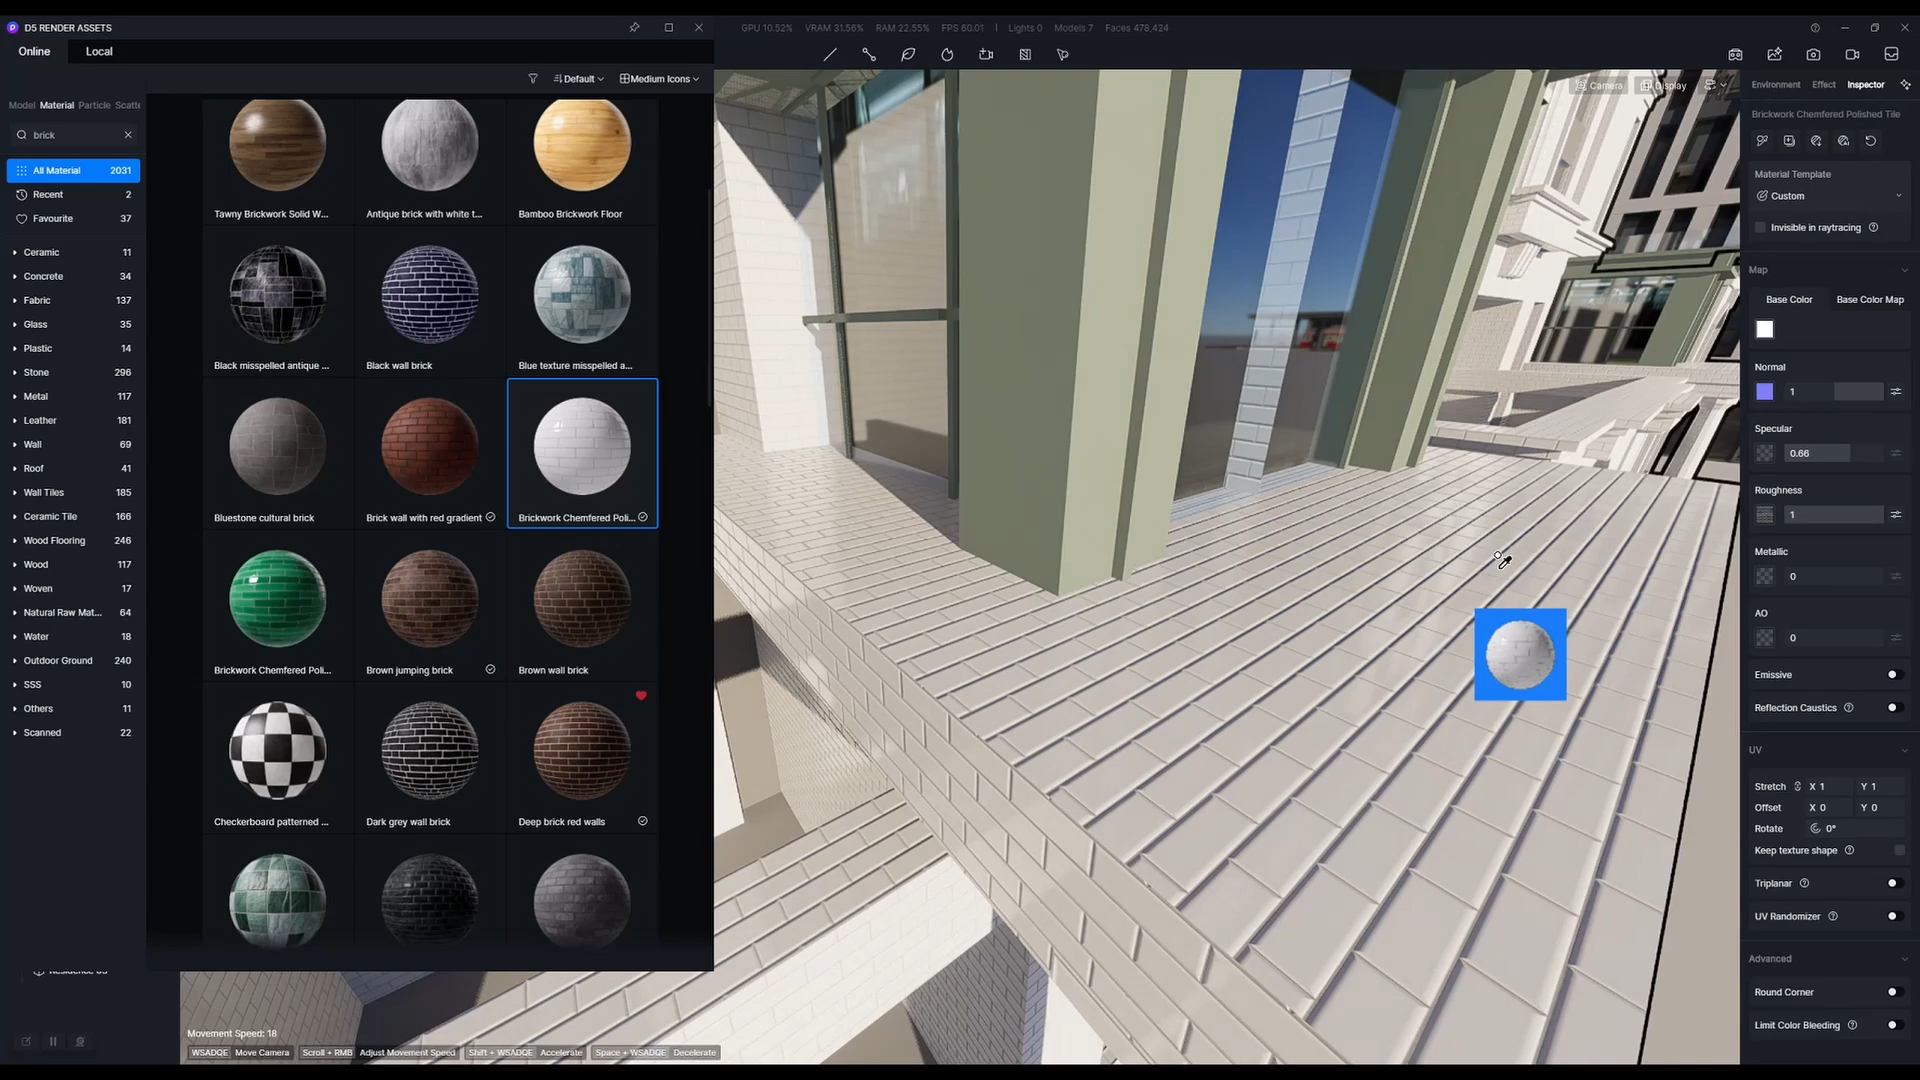 D5 RENDER ASSETS
Online
Local
Default
Medium Icons
Model
Material
Particle
Scatt
brick
All Material 2031
Recent 2
Favourite 37
Ceramic 11
Concrete 34
Fabric 137
Glass 35
Plastic 14
Stone 296
Metal 117
Leather 181
Wall 69
Roof 41
Wall Tiles 185
Ceramic Tile 166
Wood Flooring 246
Wood 117
Woven 17
Natural Raw Mat... 64
Water 18
Outdoor Ground 240
SSS 10
Others 11
Scanned 22
Tawny Brickwork Solid W...
Antique brick with white t...
Bamboo Brickwork Floor
Black misspelled antique ...
Black wall brick
Blue texture misspelled a...
Bluestone cultural brick
Brick wall with red gradient
Brickwork Chemfered Poli...
Brickwork Chemfered Poli...
Brown jumping brick
Brown wall brick
Checkerboard patterned ...
Dark grey wall brick
Deep brick red walls
GPU 10.52% VRAM 31.56% RAM 22.55% FPS 60.01 | Lights 0 Models 7 Faces 478,424
Camera
Display
Movement Speed: 18
WSADQE Move Camera
Scroll + RMB Adjust Movement Speed
Shift + WSADQE Accelerate
Space + WSADQE Decelerate
Environment
Effect
Inspector
Brickwork Chemfered Polished Tile
Material Template
Custom
Invisible in raytracing
Map
Base Color
Base Color Map
Normal
1
Specular
0.66
Roughness
1
Metallic
0
AO
0
Emissive
Reflection Caustics
UV
Stretch X 1 Y 1
Offset X 0 Y 0
Rotate 0°
Keep texture shape
Triplanar
UV Randomizer
Advanced
Round Corner
Limit Color Bleeding